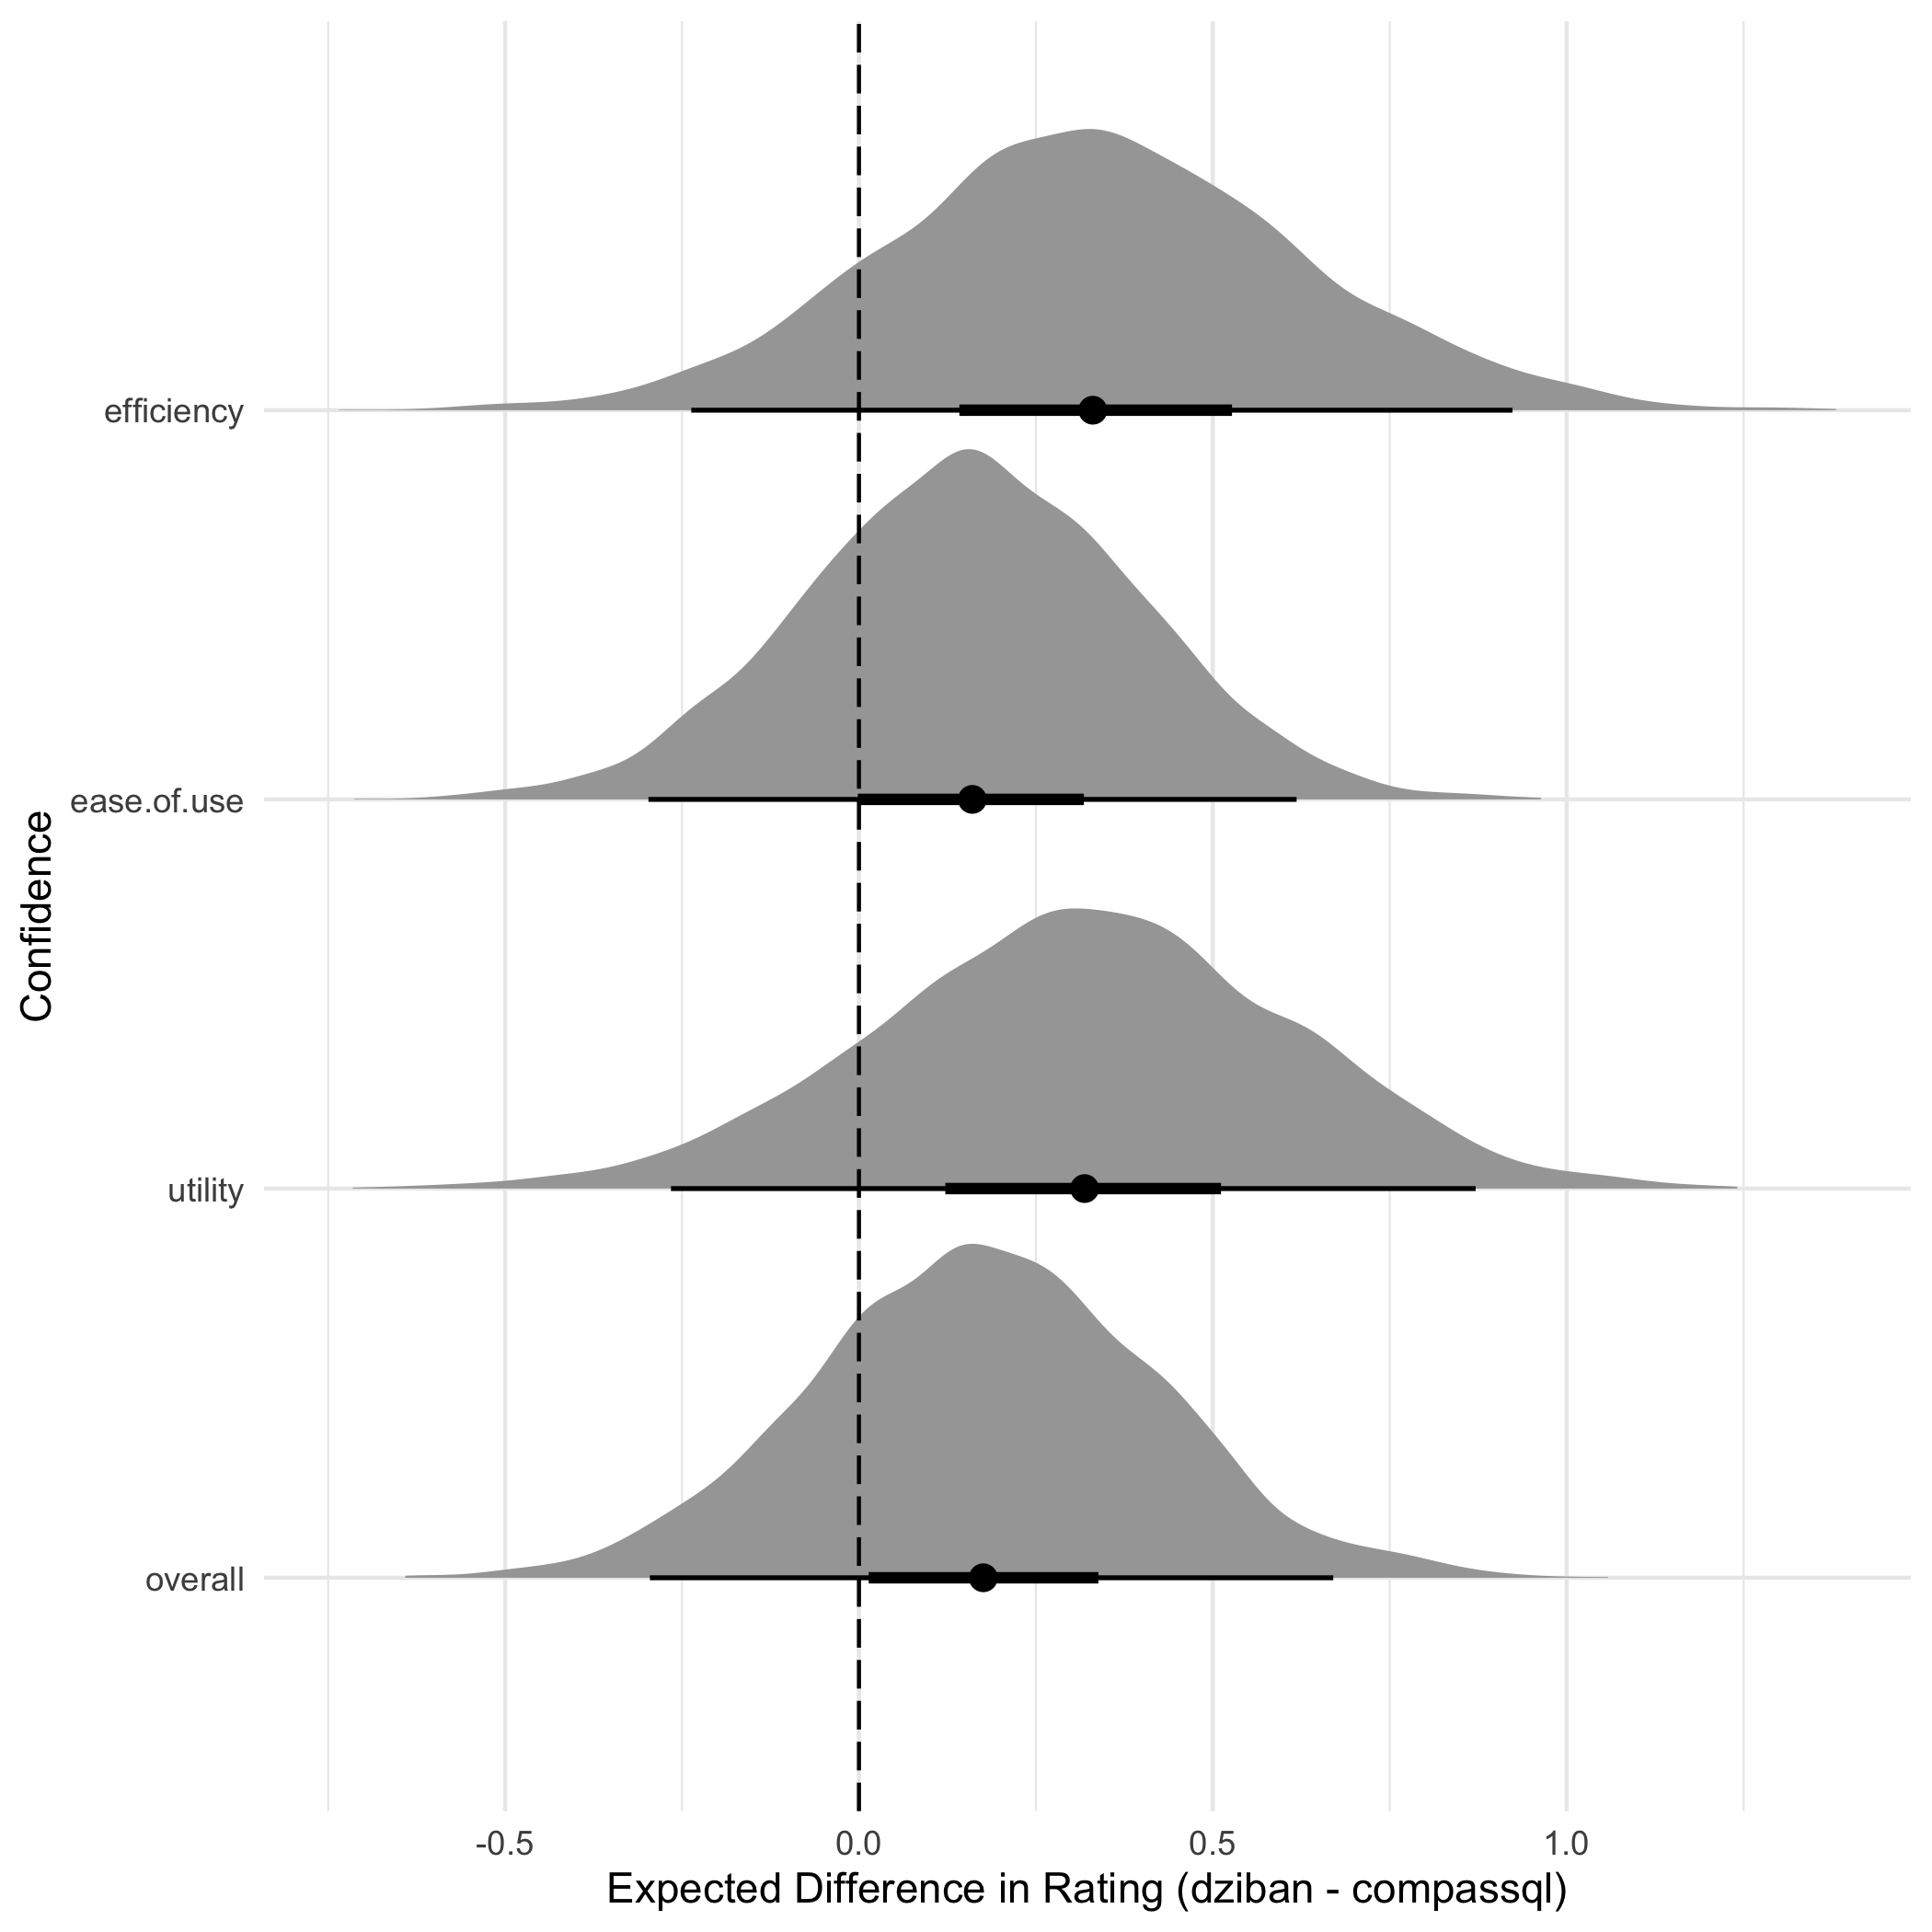 efficiency
ease.of.use
utility
overall
Confidence
-0.5 0.0 0.5 1.0
Expected Difference in Rating (dziban - compassql)